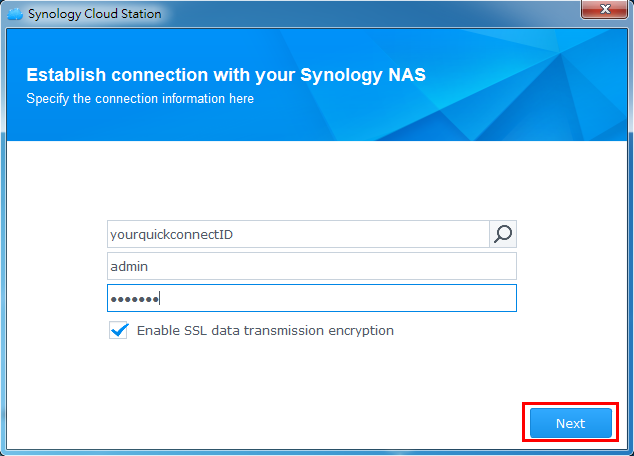 Synology Cloud Station
Establish connection with your Synology NAS
Specify the connection information here
yourquickconnectID
admin
●●●●●●●
Enable SSL data transmission encryption
Next